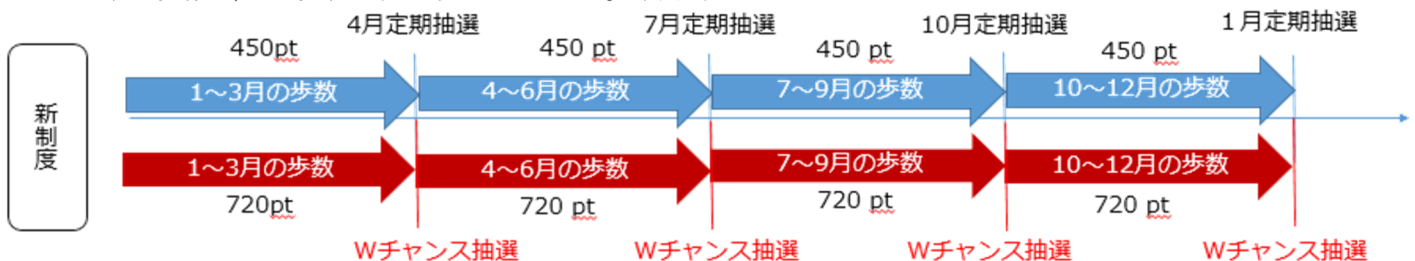 4月定期抽選
7月定期抽選
10月定期抽選
1月定期抽選
450pt
450 pt
450 pt
450 pt
1～3月の歩数
4～6月の歩数
7～9月の歩数
10～12月の歩数
新制度
1～3月の歩数
4～6月の歩数
7～9月の歩数
10～12月の歩数
720pt
720 pt
720 pt
720 pt
Wチャンス抽選
Wチャンス抽選
Wチャンス抽選
Wチャンス抽選